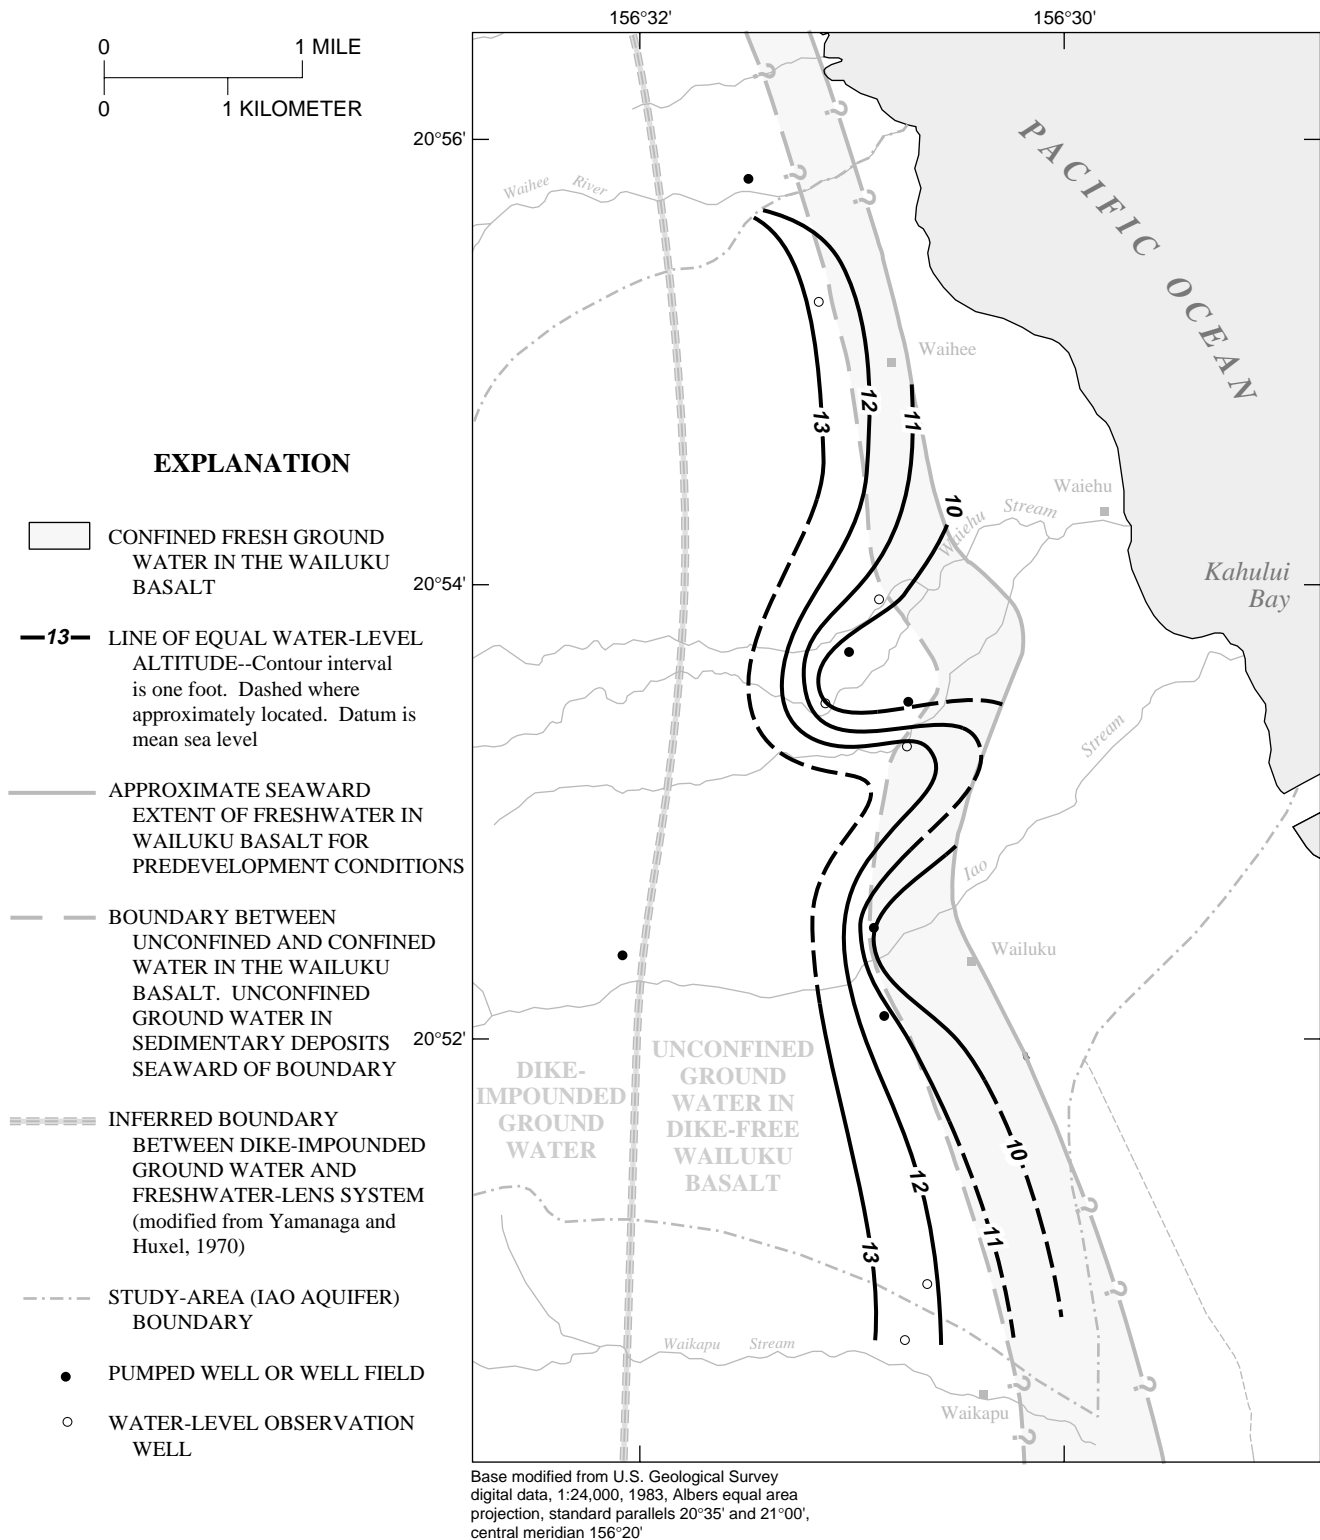 156°32'
156°30'
0
1 MILE
0
1 KILOMETER
20°56'
20°54'
20°52'
PACIFIC OCEAN
Waihee River
Waihee
13
12
11
10
Waiehu Stream
Waiehu
Kahului
Bay
Iao Stream
Wailuku
DIKE-
IMPOUNDED
GROUND
WATER
UNCONFINED
GROUND
WATER IN
DIKE-FREE
WAILUKU
BASALT
13
12
11
10
Waikapu Stream
Waikapu
?
?
?
?
?
?
?
?
?
EXPLANATION
CONFINED FRESH GROUND
WATER IN THE WAILUKU
BASALT
13
LINE OF EQUAL WATER-LEVEL
ALTITUDE--Contour interval
is one foot. Dashed where
approximately located. Datum is
mean sea level
APPROXIMATE SEAWARD
EXTENT OF FRESHWATER IN
WAILUKU BASALT FOR
PREDEVELOPMENT CONDITIONS
BOUNDARY BETWEEN
UNCONFINED AND CONFINED
WATER IN THE WAILUKU
BASALT. UNCONFINED
GROUND WATER IN
SEDIMENTARY DEPOSITS
SEAWARD OF BOUNDARY
INFERRED BOUNDARY
BETWEEN DIKE-IMPOUNDED
GROUND WATER AND
FRESHWATER-LENS SYSTEM
(modified from Yamanaga and
Huxel, 1970)
STUDY-AREA (IAO AQUIFER)
BOUNDARY
PUMPED WELL OR WELL FIELD
WATER-LEVEL OBSERVATION
WELL
Base modified from U.S. Geological Survey
digital data, 1:24,000, 1983, Albers equal area
projection, standard parallels 20°35' and 21°00',
central meridian 156°20'